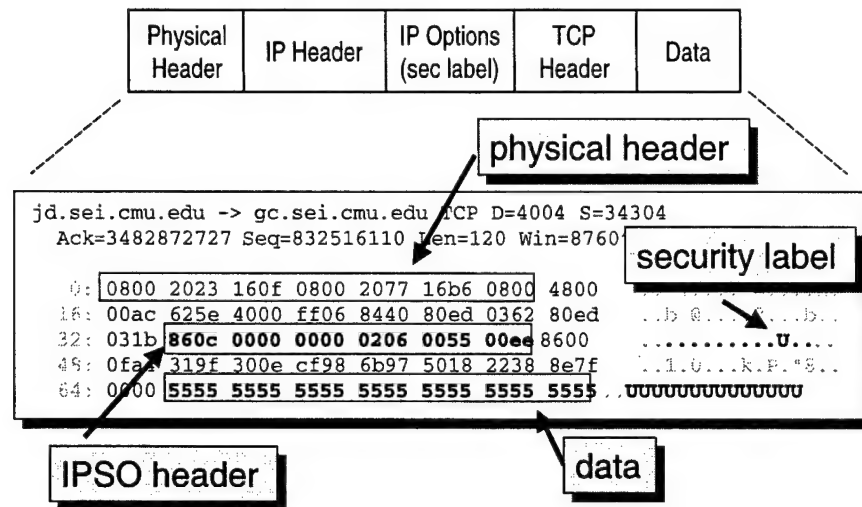 Physical Header
IP Header
IP Options (sec label)
TCP Header
Data
physical header
jd.sei.cmu.edu -> gc.sei.cmu.edu TCP D=4004 S=34304
Ack=3482872727 Seq=832516110 Len=120 Win=8760
security label
0: 0800 2023 160f 0800 2077 16b6 0800 4800
16: 00ac 625e 4000 ff06 8440 80ed 0362 80ed ..b @....@...b..
32: 031b 860c 0000 0000 0206 0055 00ee 8600 ...........U....
48: 0fa4 319f 300e cf98 6b97 5018 2238 8e7f ..1.0...k.P."8..
64: 0000 5555 5555 5555 5555 5555 5555 5555 ..UUUUUUUUUUUUUU
IPSO header
data